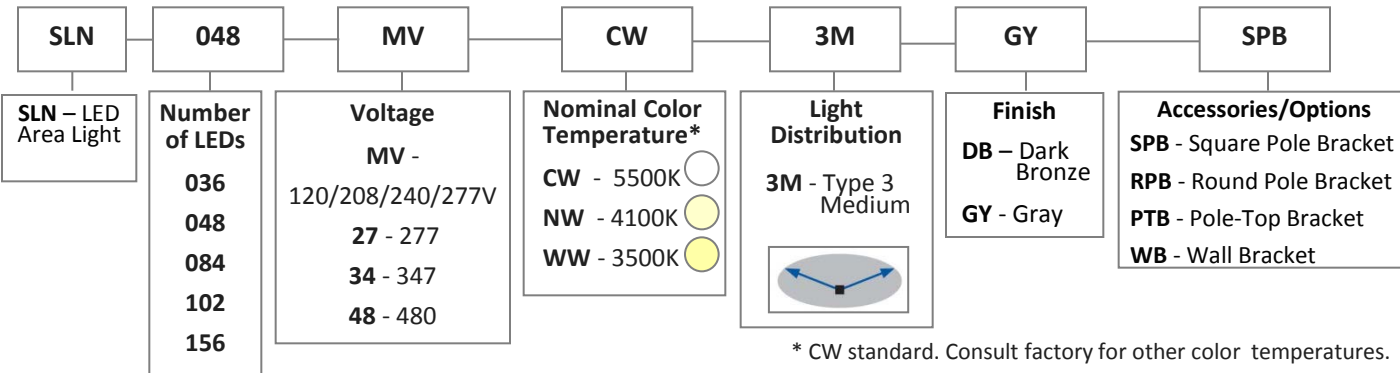 SLN
048
MV
CW
3M
GY
SPB
SLN – LED
Area Light
Number
of LEDs
036
048
084
102
156
Voltage
MV -
120/208/240/277V
27 - 277
34 - 347
48 - 480
Nominal Color
Temperature*
CW - 5500K
NW - 4100K
WW - 3500K
Light
Distribution
3M - Type 3
Medium
Finish
DB – Dark
Bronze
GY - Gray
Accessories/Options
SPB - Square Pole Bracket
RPB - Round Pole Bracket
PTB - Pole-Top Bracket
WB - Wall Bracket
* CW standard. Consult factory for other color temperatures.